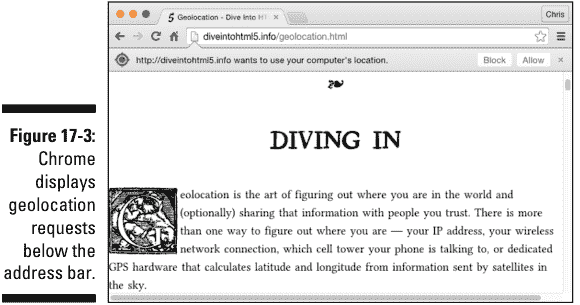 Geolocation - Dive Into HT
Chris
diveintohtml5.info/geolocation.html
http://diveintohtml5.info wants to use your computer's location. Block Allow
DIVING IN
Geolocation is the art of figuring out where you are in the world and
(optionally) sharing that information with people you trust. There is more
than one way to figure out where you are — your IP address, your wireless
network connection, which cell tower your phone is talking to, or dedicated
GPS hardware that calculates latitude and longitude from information sent by satellites in
the sky.
Figure 17-3:
Chrome
displays
geolocation
requests
below the
address bar.